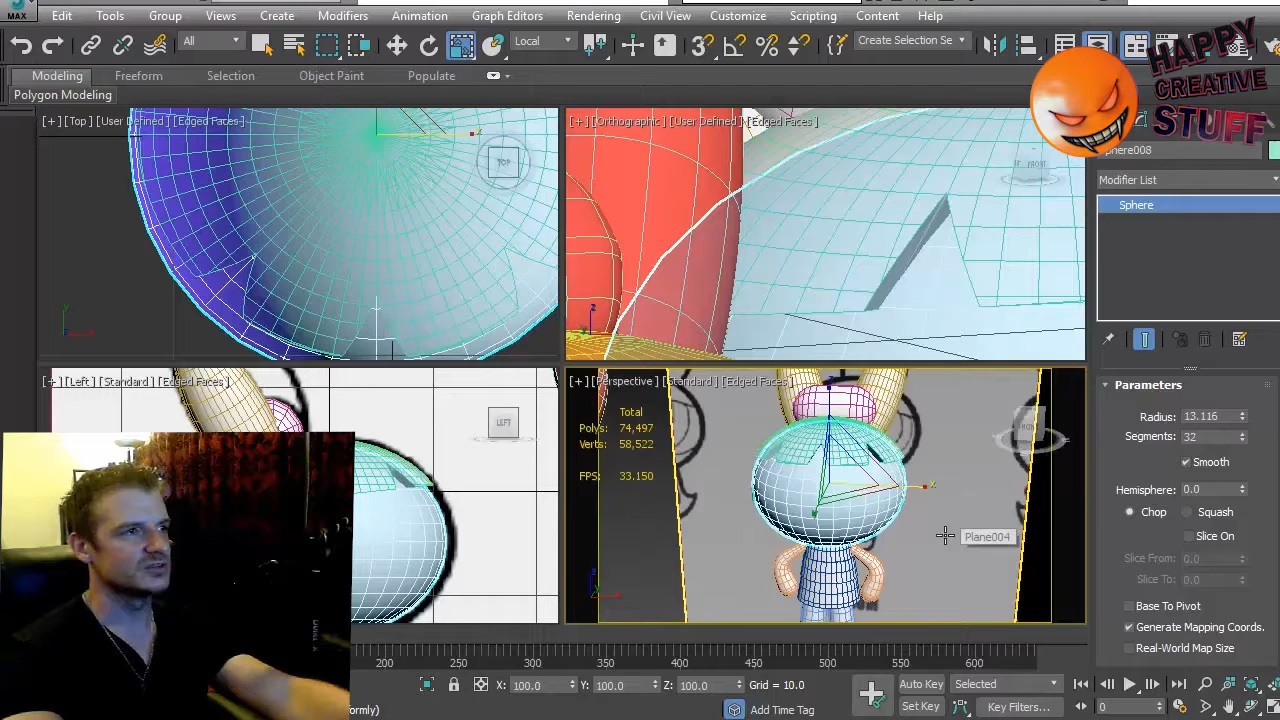 MAX
Edit Tools Group Views Create Modifiers Animation Graph Editors Rendering Civil View Customize Scripting Content Help
All
Local
Create Selection Se
HAPPY
CREATIVE
STUFF
Modeling Freeform Selection Object Paint Populate
Polygon Modeling
[+] [Top] [User Defined] [Edged Faces]
TOP
[+] [Orthographic] [User Defined] [Edged Faces]
FRONT
phere008
Modifier List
Sphere
[+] [Left] [Standard] [Edged Faces]
LEFT
[+] [Perspective] [Standard] [Edged Faces]
Total
Polys: 74,497
Verts: 58,522
FPS: 33.150
Plane004
Parameters
Radius: 13.116
Segments: 32
Smooth
Hemisphere: 0.0
Chop Squash
Slice On
Slice From: 0.0
Slice To: 0.0
Base To Pivot
Generate Mapping Coords.
Real-World Map Size
200 250 300 350 400 450 500 550 600
X: 100.0 Y: 100.0 Z: 100.0 Grid = 10.0
Auto Key Selected
Set Key Key Filters... 0
ormly)
Add Time Tag